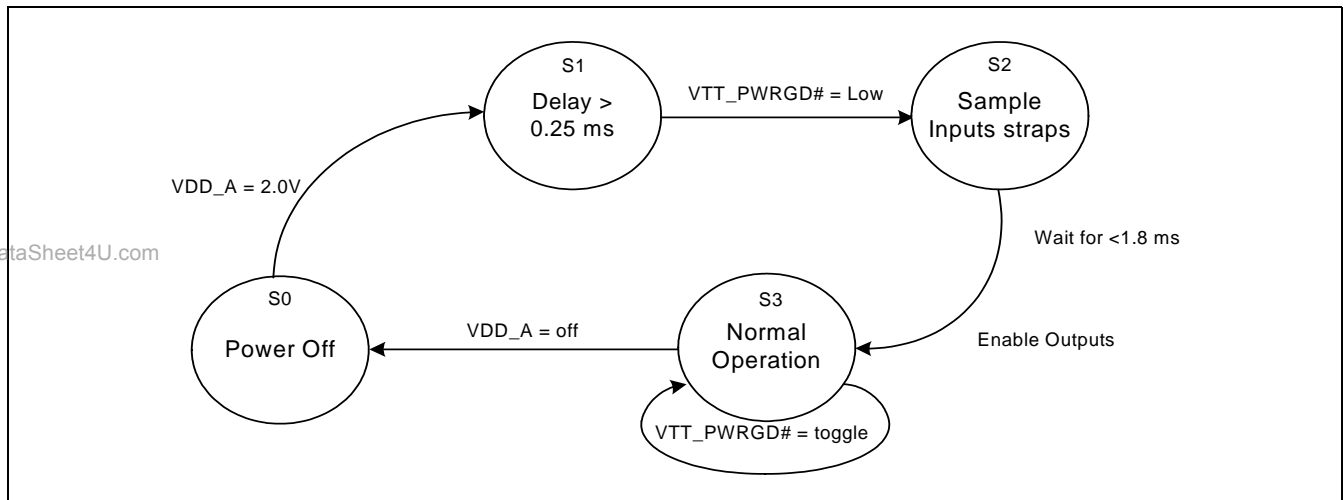 S1
Delay >
0.25 ms
VTT_PWRGD# = Low
S2
Sample
Inputs straps
VDD_A = 2.0V
Wait for <1.8 ms
ataSheet4U.com
S0
Power Off
VDD_A = off
S3
Normal
Operation
Enable Outputs
VTT_PWRGD# = toggle